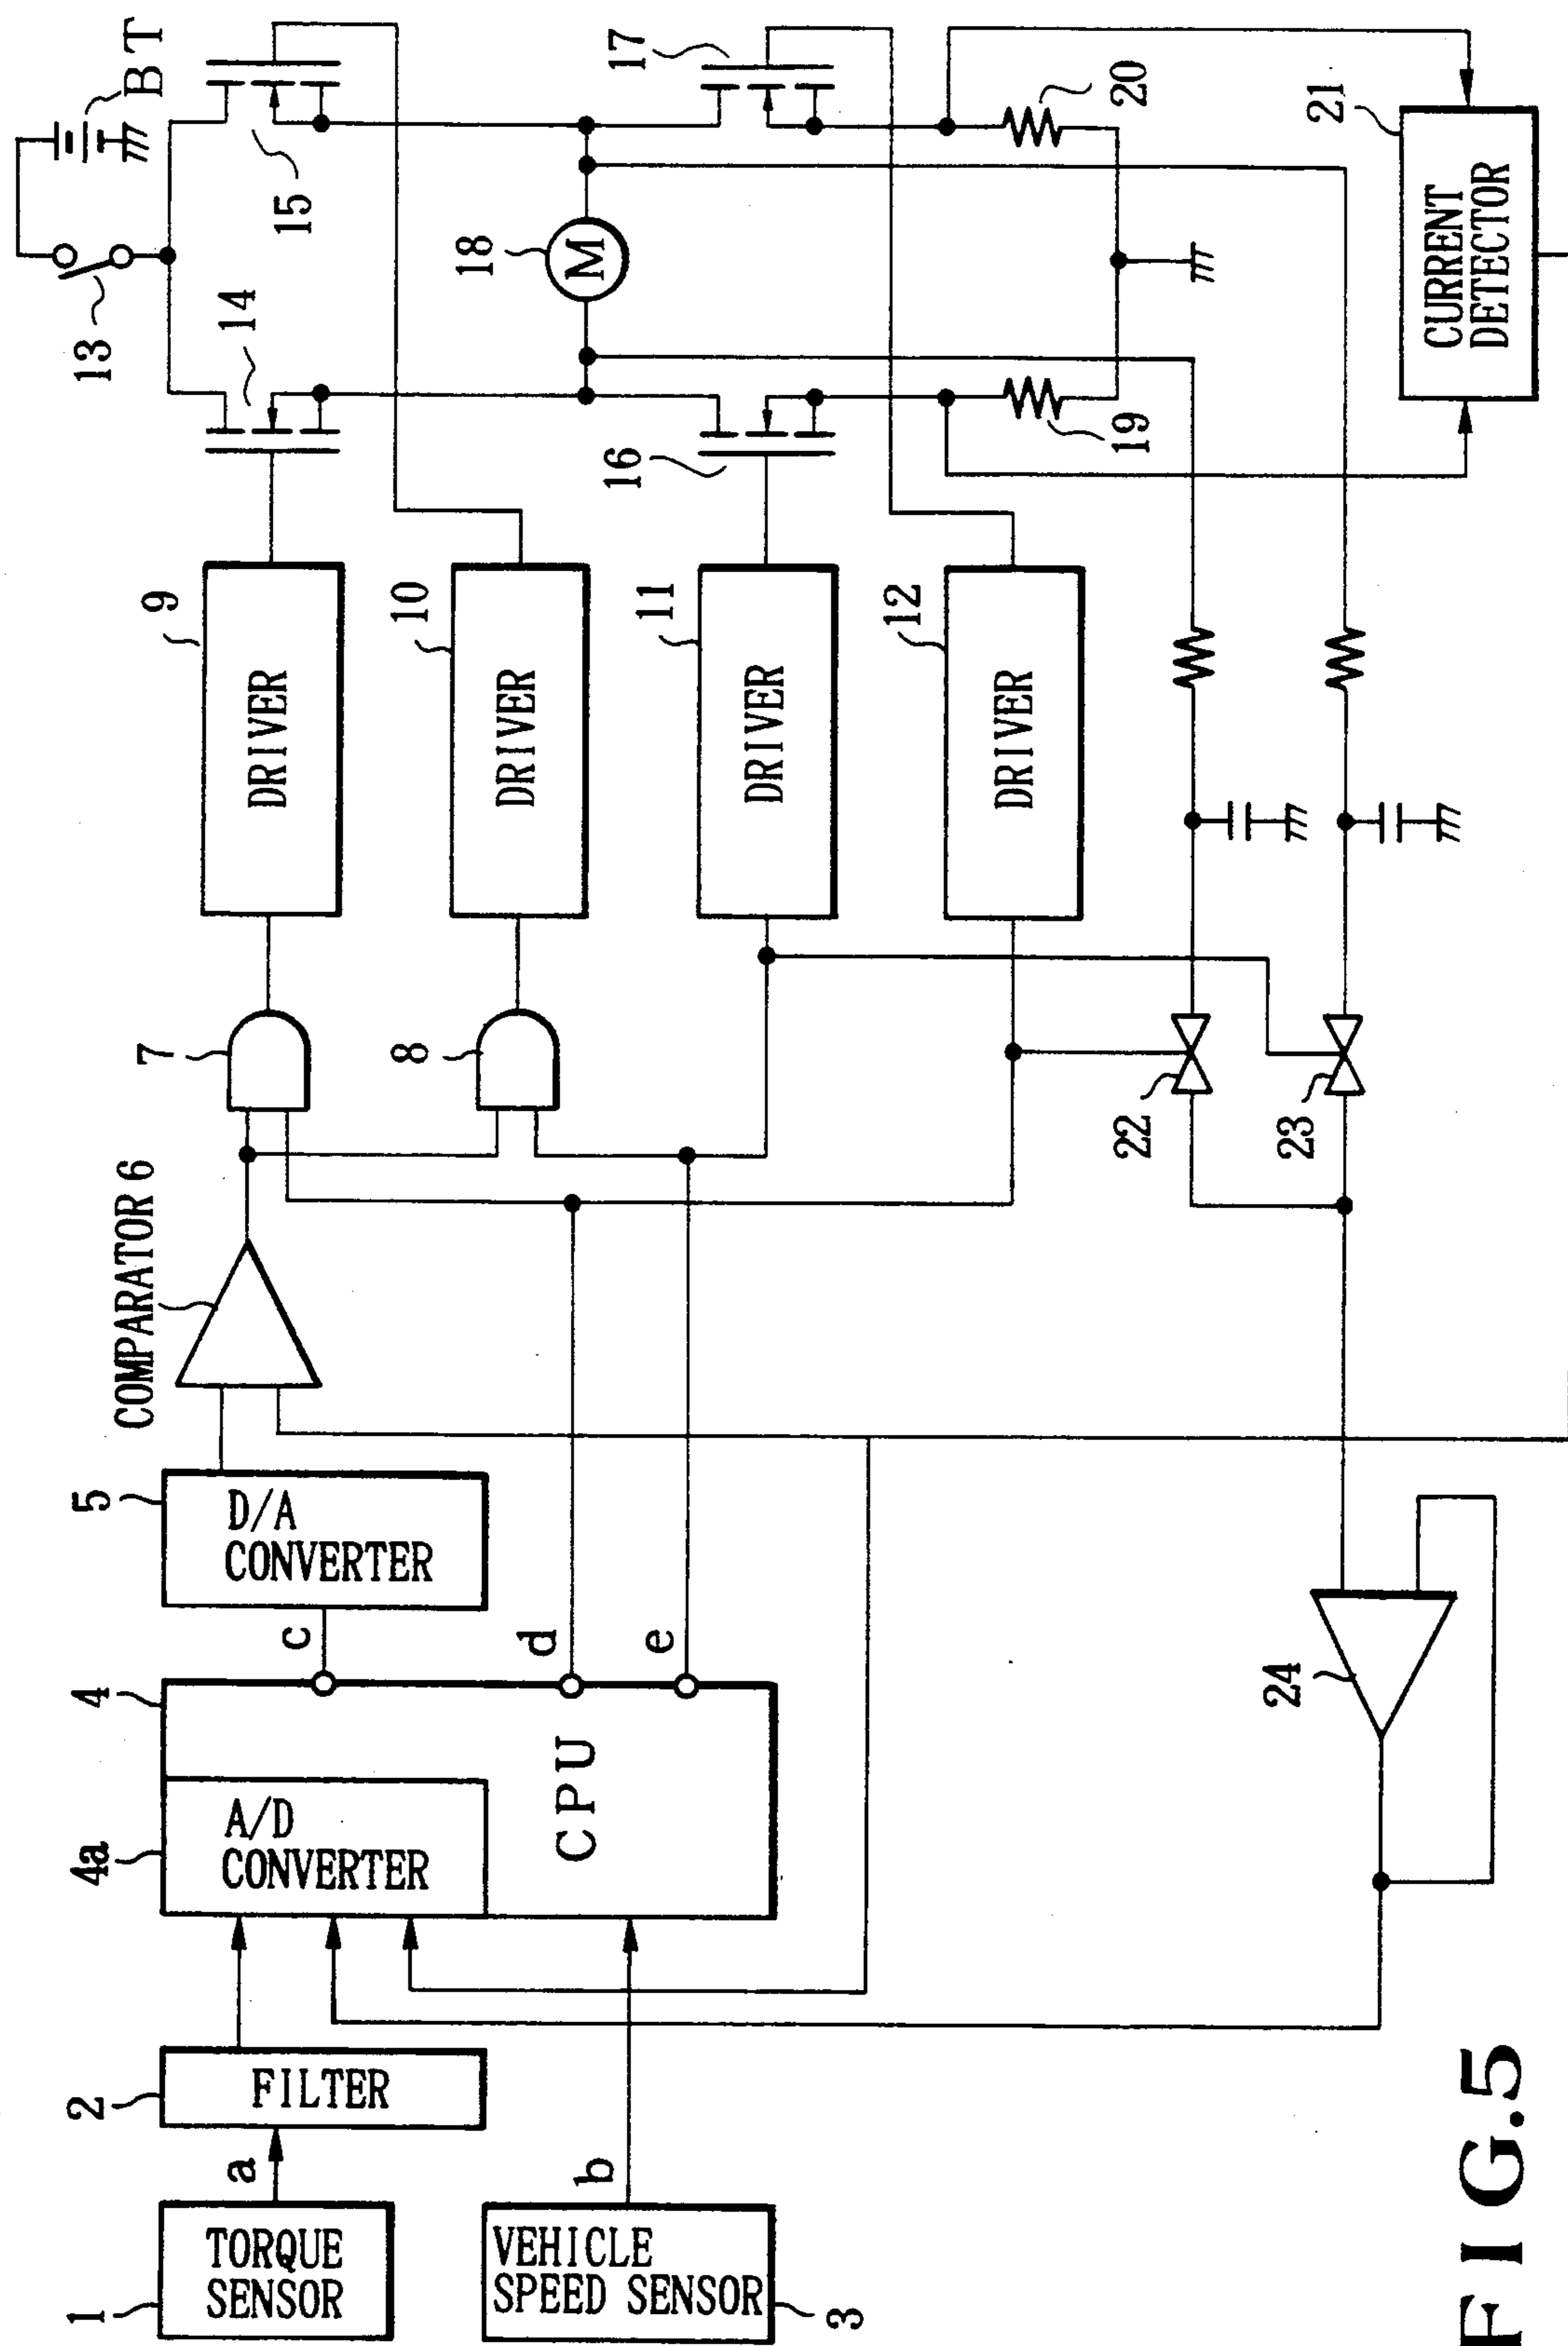 1
TORQUE
SENSOR
a
2
FILTER
VEHICLE
SPEED SENSOR
3
b
4a
A/D
CONVERTER
4
CPU
c
d
e
5
D/A
CONVERTER
COMPARATOR 6
7
8
9
DRIVER
10
DRIVER
11
DRIVER
12
DRIVER
13
BT
14
15
16
17
18
M
19
20
21
CURRENT
DETECTOR
22
23
24
FIG.5